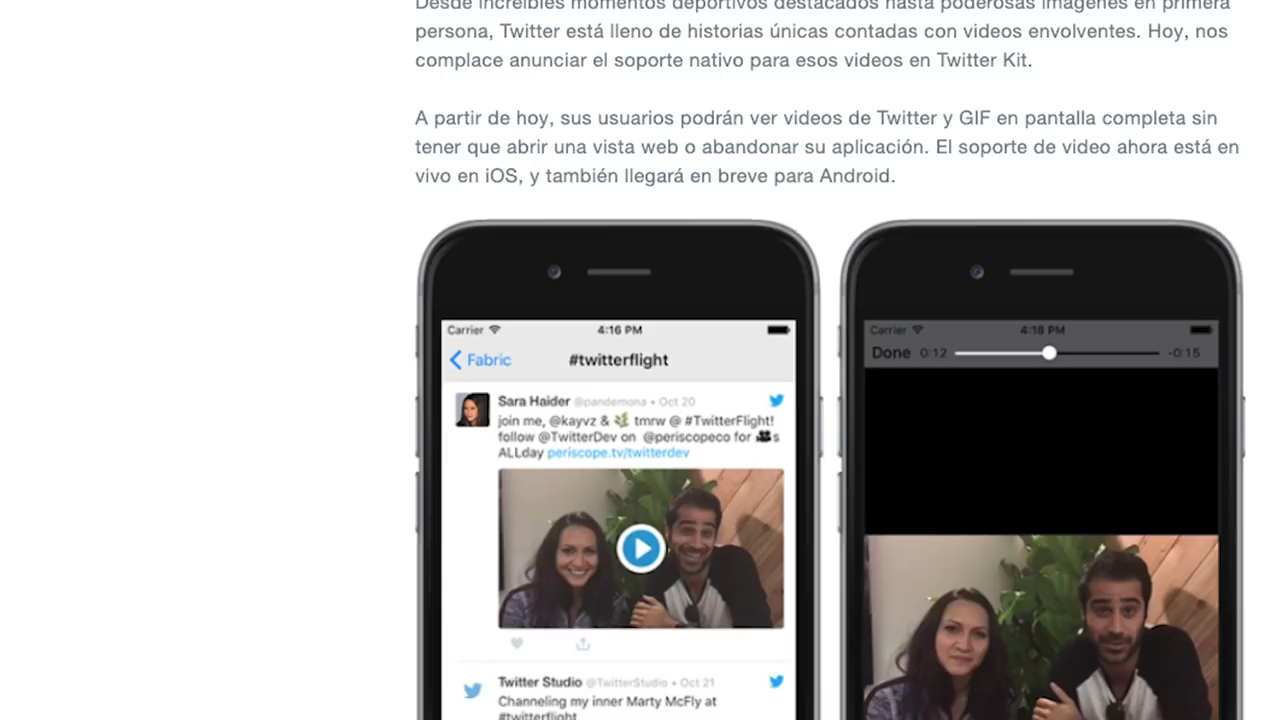 Desde increíbles momentos deportivos destacados hasta poderosas imágenes en primera
persona, Twitter está lleno de historias únicas contadas con videos envolventes. Hoy, nos
complace anunciar el soporte nativo para esos videos en Twitter Kit.
A partir de hoy, sus usuarios podrán ver videos de Twitter y GIF en pantalla completa sin
tener que abrir una vista web o abandonar su aplicación. El soporte de video ahora está en
vivo en iOS, y también llegará en breve para Android.
Carrier 4:16 PM
Fabric #twitterflight
Sara Haider @pandemona • Oct 20
join me, @kayvz & 🌿 tmrw @ #TwitterFlight!
follow @TwitterDev on @periscopeco for 🎥s
ALLday periscope.tv/twitterdev
Twitter Studio @TwitterStudio • Oct 21
Channeling my inner Marty McFly at
#twitterflight
Carrier 4:18 PM
Done 0:12 -0:15